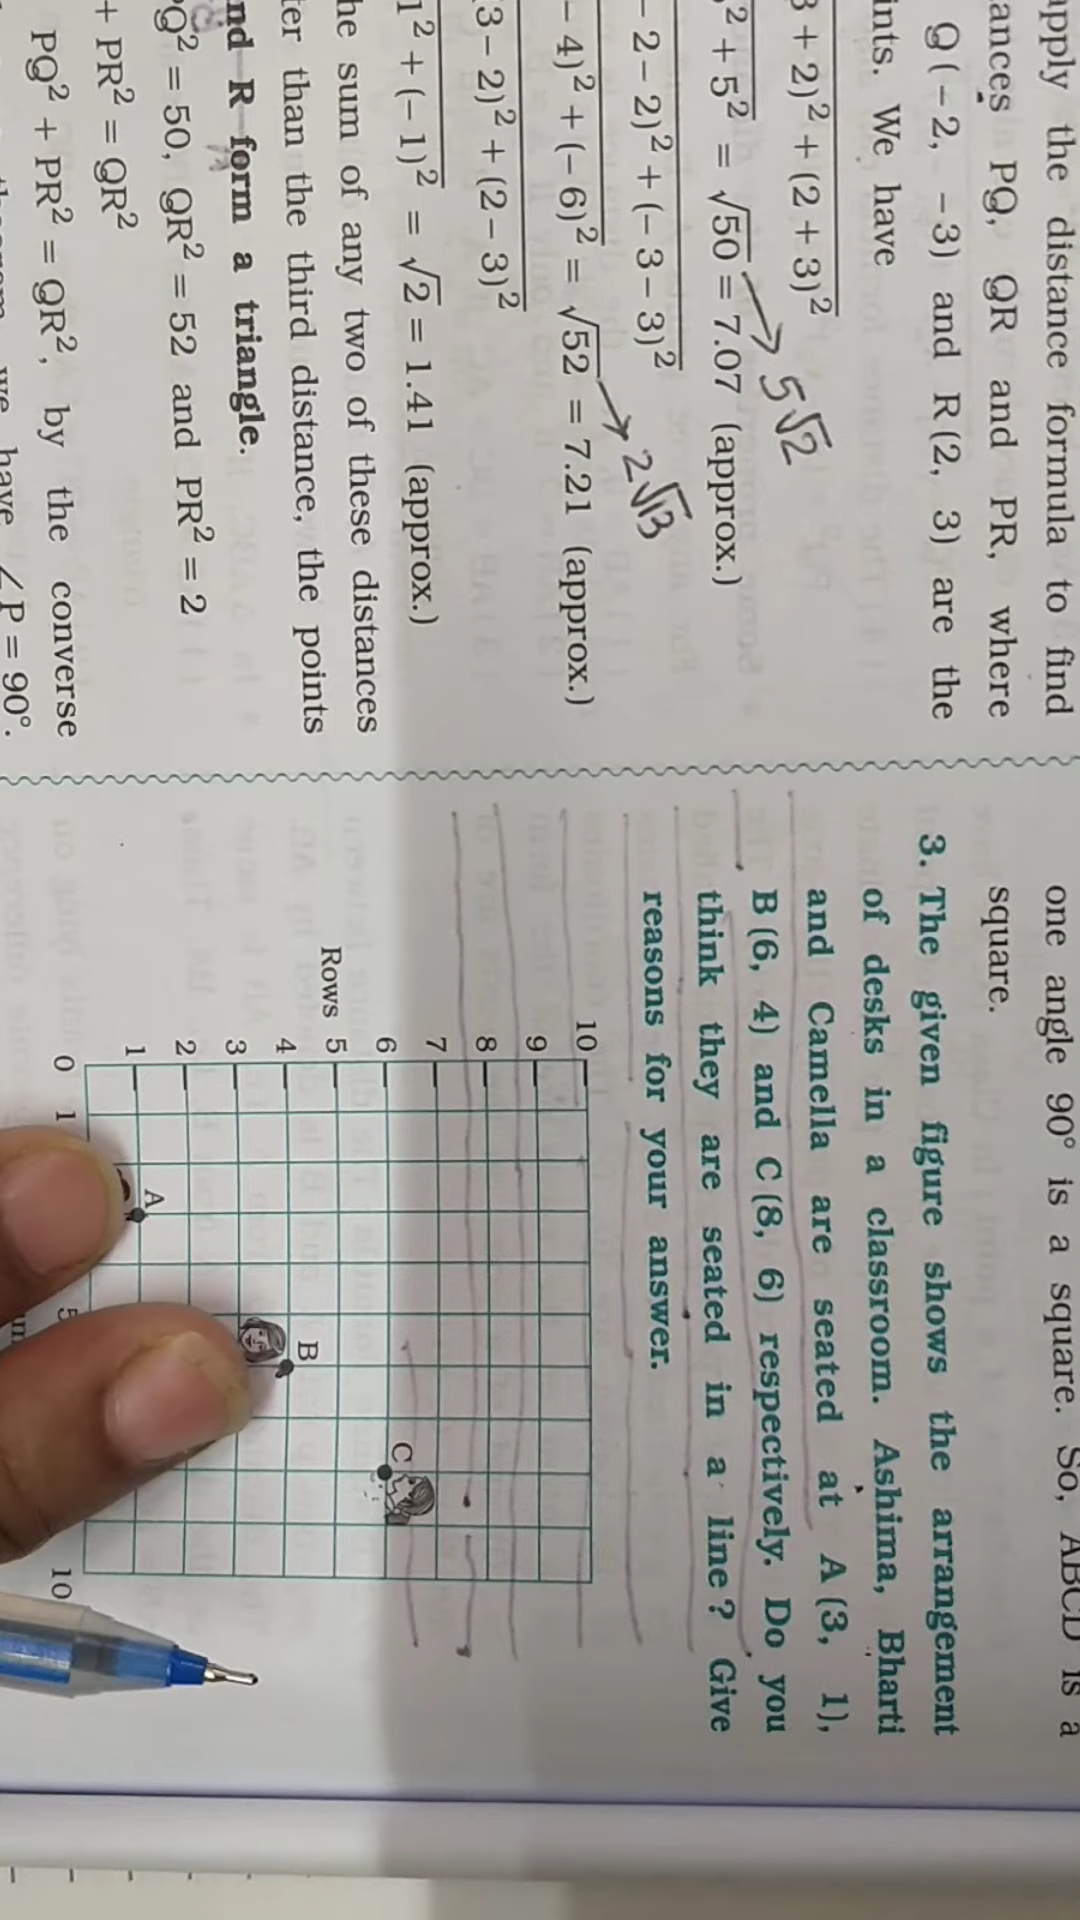 apply the distance formula to find
ances PQ, QR and PR, where
Q (– 2, – 3) and R (2, 3) are the
ints. We have
3 + 2)² + (2 + 3)²
² + 5² = √50 = 7.07 (approx.)
5√2
– 2 – 2)² + (– 3 – 3)²
– 4)² + (– 6)² = √52 = 7.21 (approx.)
2√13
3 – 2)² + (2 – 3)²
1² + (– 1)² = √2 = 1.41 (approx.)
he sum of any two of these distances
ter than the third distance, the points
nd R form a triangle.
Q² = 50, QR² = 52 and PR² = 2
+ PR² = QR²
PQ² + PR² = QR², by the converse
we have ∠P = 90°.
one angle 90° is a square. So, ABCD is a
square.
3. The given figure shows the arrangement
of desks in a classroom. Ashima, Bharti
and Camella are seated at A (3, 1),
B (6, 4) and C (8, 6) respectively. Do you
think they are seated in a line ? Give
reasons for your answer.
10
9
8
7
6
5
4
3
2
1
Rows
A
B
C
0 1 5 10